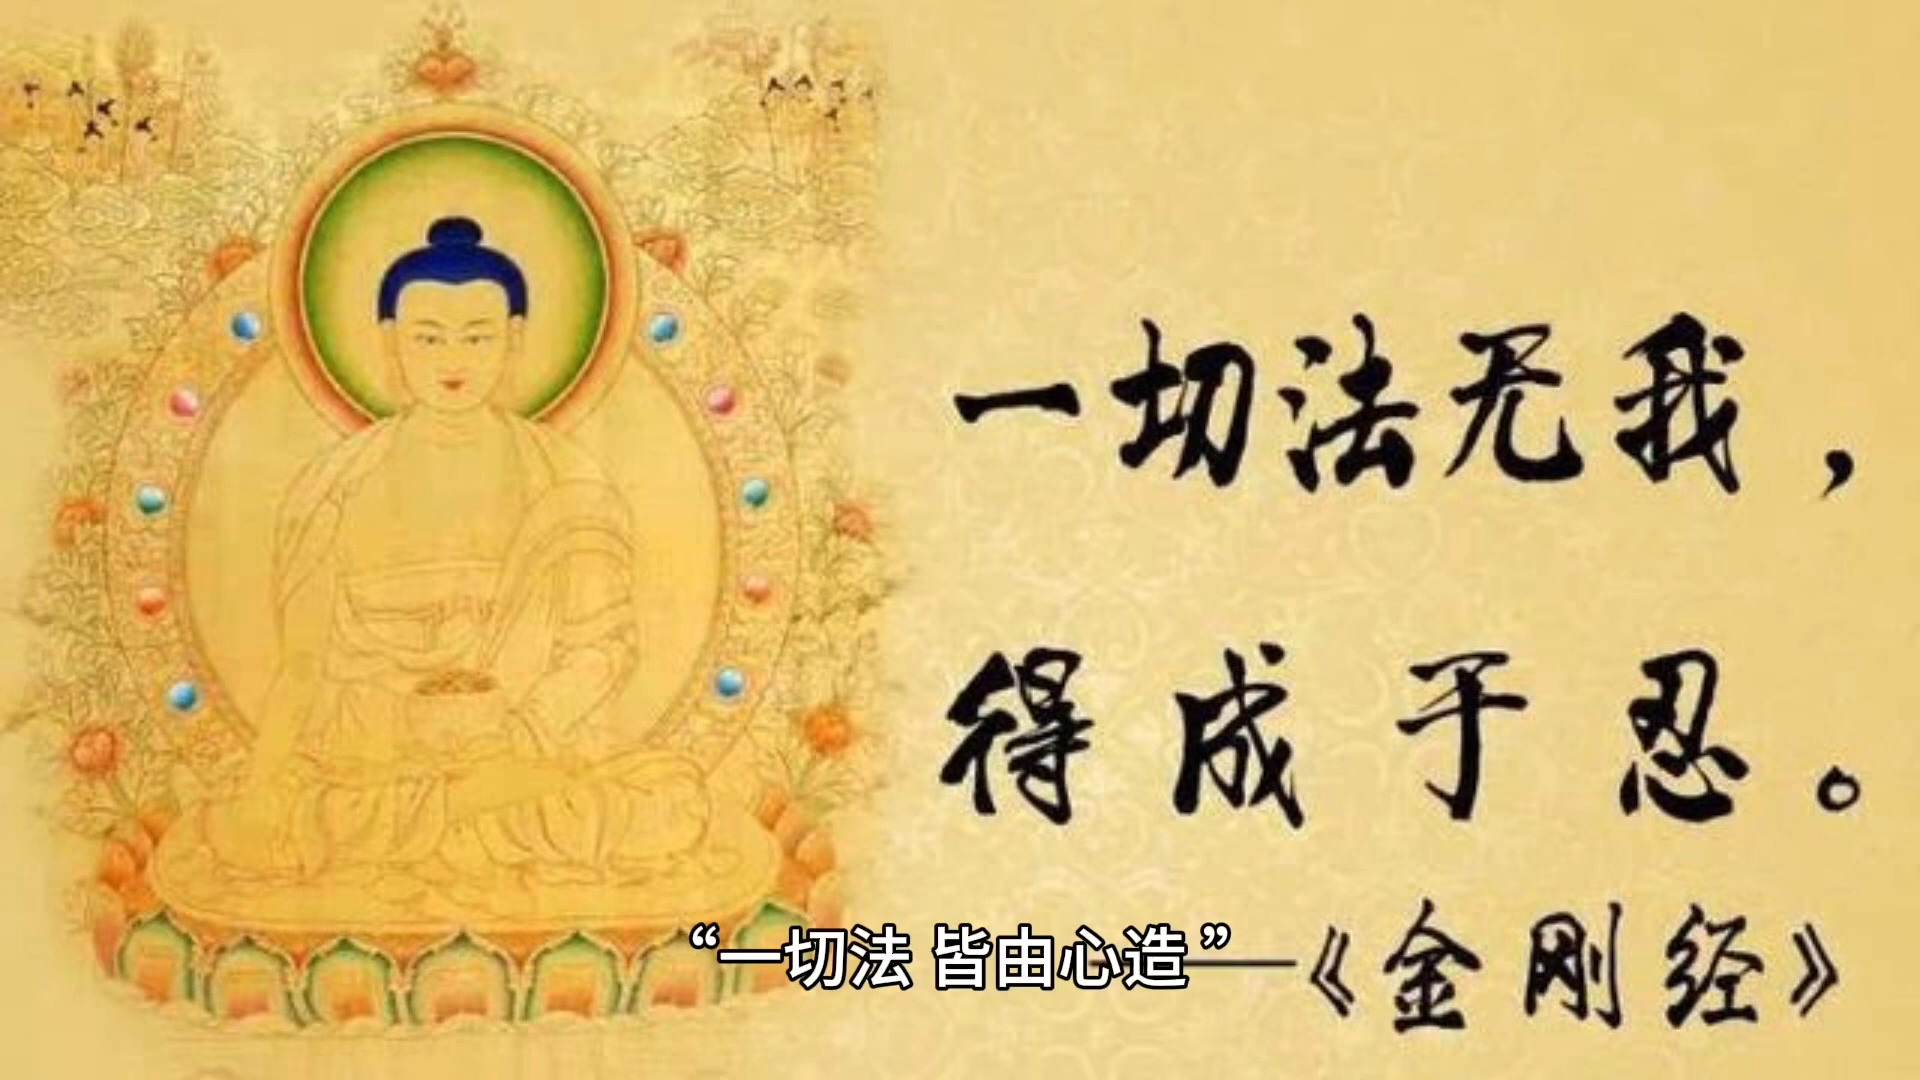 一切法无我，
得成于忍。
——《金刚经》
“一切法 皆由心造”